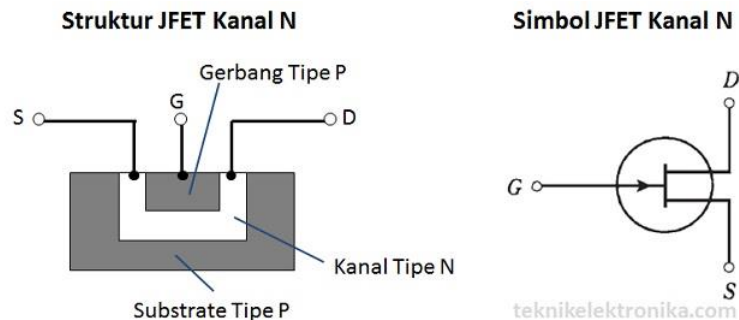 Struktur JFET Kanal N
Simbol JFET Kanal N
Gerbang Tipe P
S
G
D
Kanal Tipe N
Substrate Tipe P
D
G
S
teknikelektronika.com